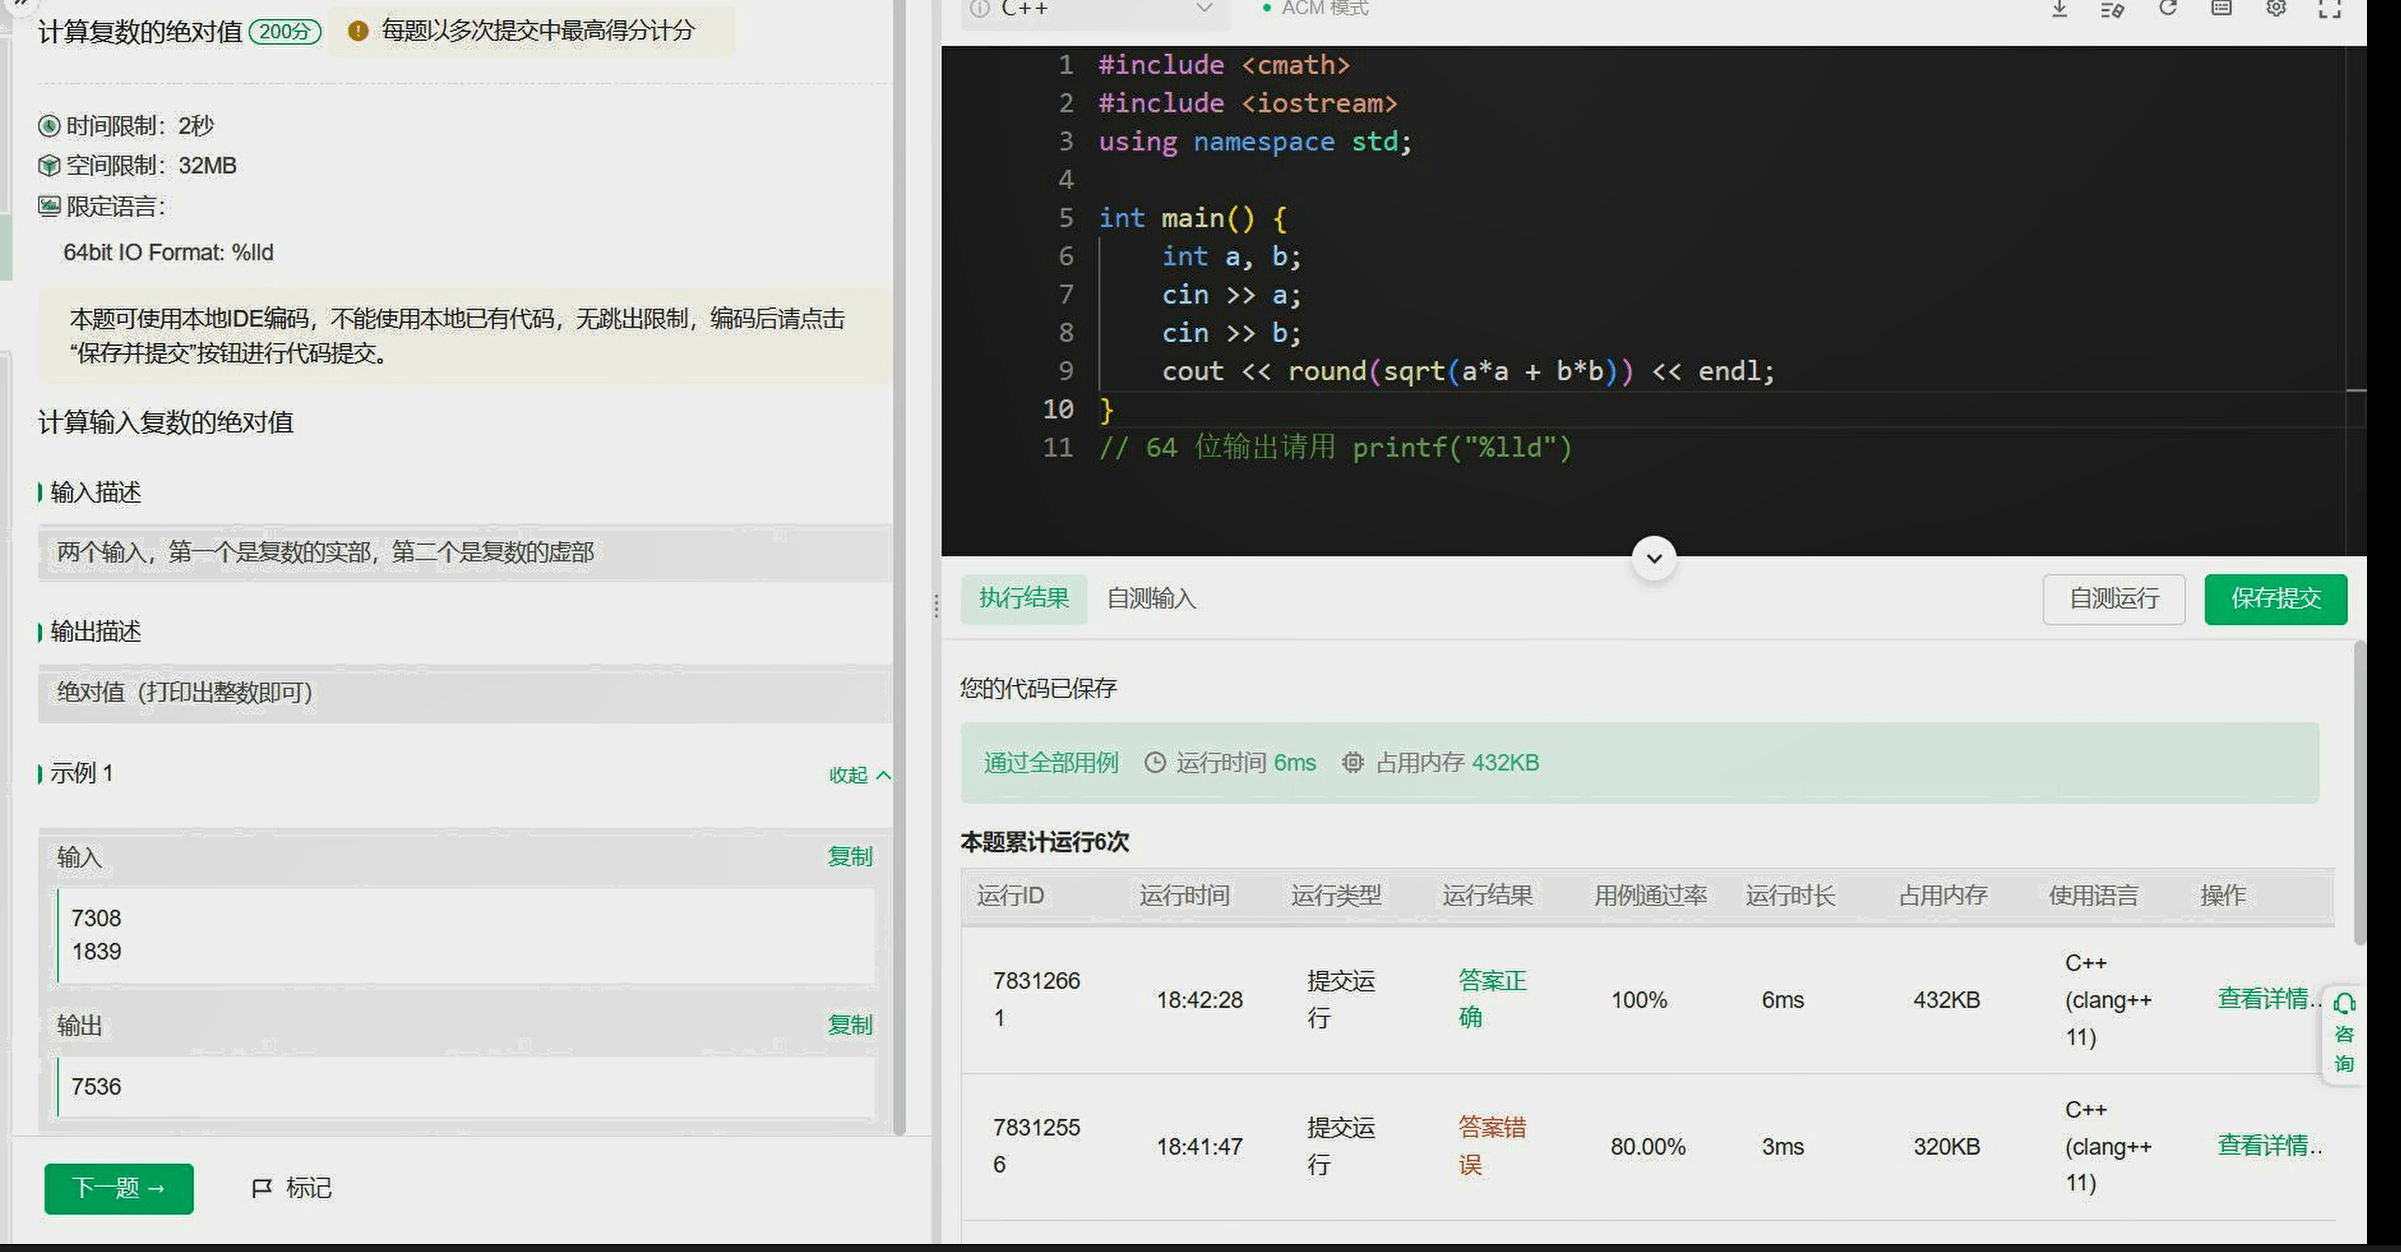 计算复数的绝对值 200分 每题以多次提交中最高得分计分
时间限制：2秒
空间限制：32MB
限定语言：
64bit IO Format: %lld
本题可使用本地IDE编码，不能使用本地已有代码，无跳出限制，编码后请点击
“保存并提交”按钮进行代码提交。
计算输入复数的绝对值
输入描述
两个输入，第一个是复数的实部，第二个是复数的虚部
输出描述
绝对值（打印出整数即可）
示例 1 收起
输入 复制
7308
1839
输出 复制
7536
下一题 → 标记
C++ ACM 模式
1 #include <cmath>
2 #include <iostream>
3 using namespace std;
4
5 int main() {
6 int a, b;
7 cin >> a;
8 cin >> b;
9 cout << round(sqrt(a*a + b*b)) << endl;
10 }
11 // 64 位输出请用 printf("%lld")
执行结果 自测输入 自测运行 保存提交
您的代码已保存
通过全部用例 运行时间 6ms 占用内存 432KB
本题累计运行6次
运行ID 运行时间 运行类型 运行结果 用例通过率 运行时长 占用内存 使用语言 操作
78312661 18:42:28 提交运行 答案正确 100% 6ms 432KB C++ (clang++11) 查看详情..
78312556 18:41:47 提交运行 答案错误 80.00% 3ms 320KB C++ (clang++11) 查看详情..
咨询